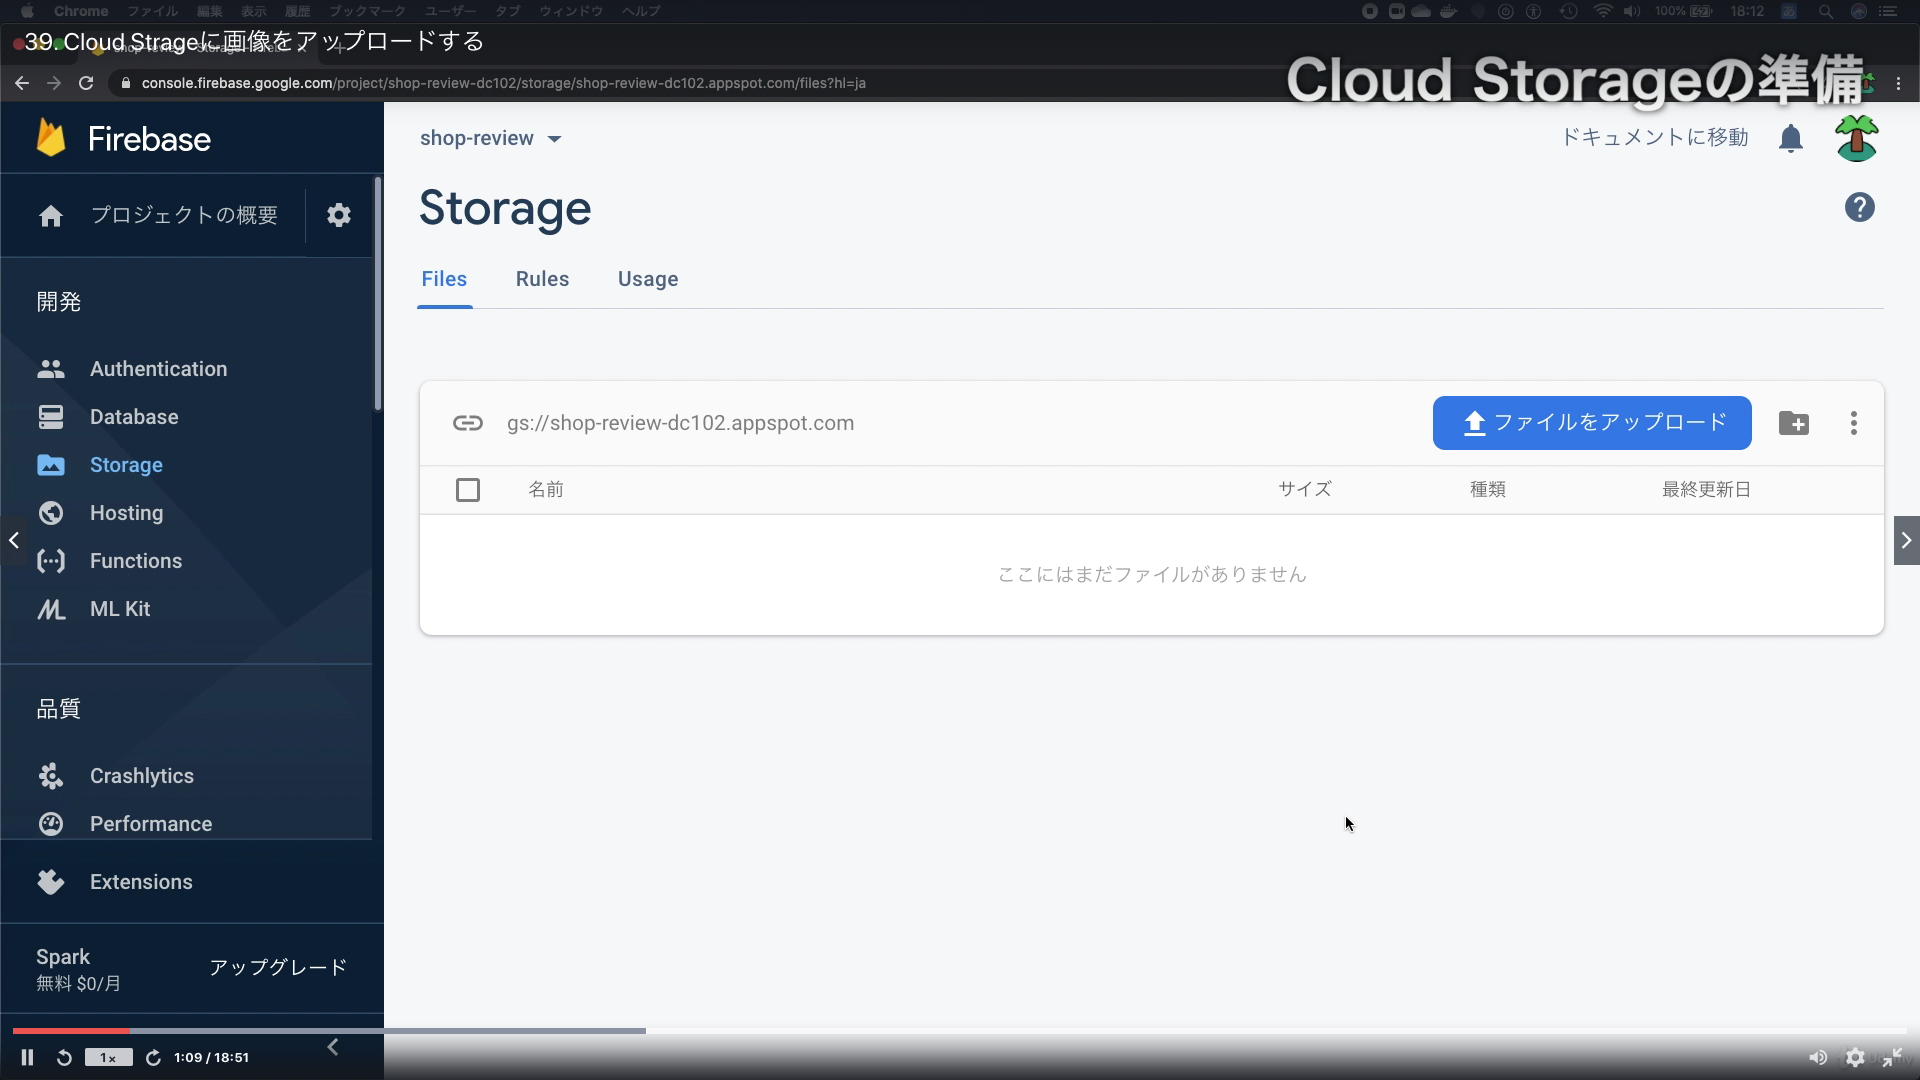 Chrome ファイル 編集 表示 履歴 ブックマーク ユーザー タブ ウィンドウ ヘルプ 100% 18:12 あ
39. Cloud Strageに画像をアップロードする
Cloud Storageの準備
console.firebase.google.com/project/shop-review-dc102/storage/shop-review-dc102.appspot.com/files?hl=ja
Firebase
shop-review
ドキュメントに移動
プロジェクトの概要
Storage
Files Rules Usage
開発
Authentication
Database
Storage
Hosting
Functions
ML Kit
gs://shop-review-dc102.appspot.com
ファイルをアップロード
名前 サイズ 種類 最終更新日
ここにはまだファイルがありません
品質
Crashlytics
Performance
Extensions
Spark
無料 $0/月
アップグレード
1x
1:09 / 18:51